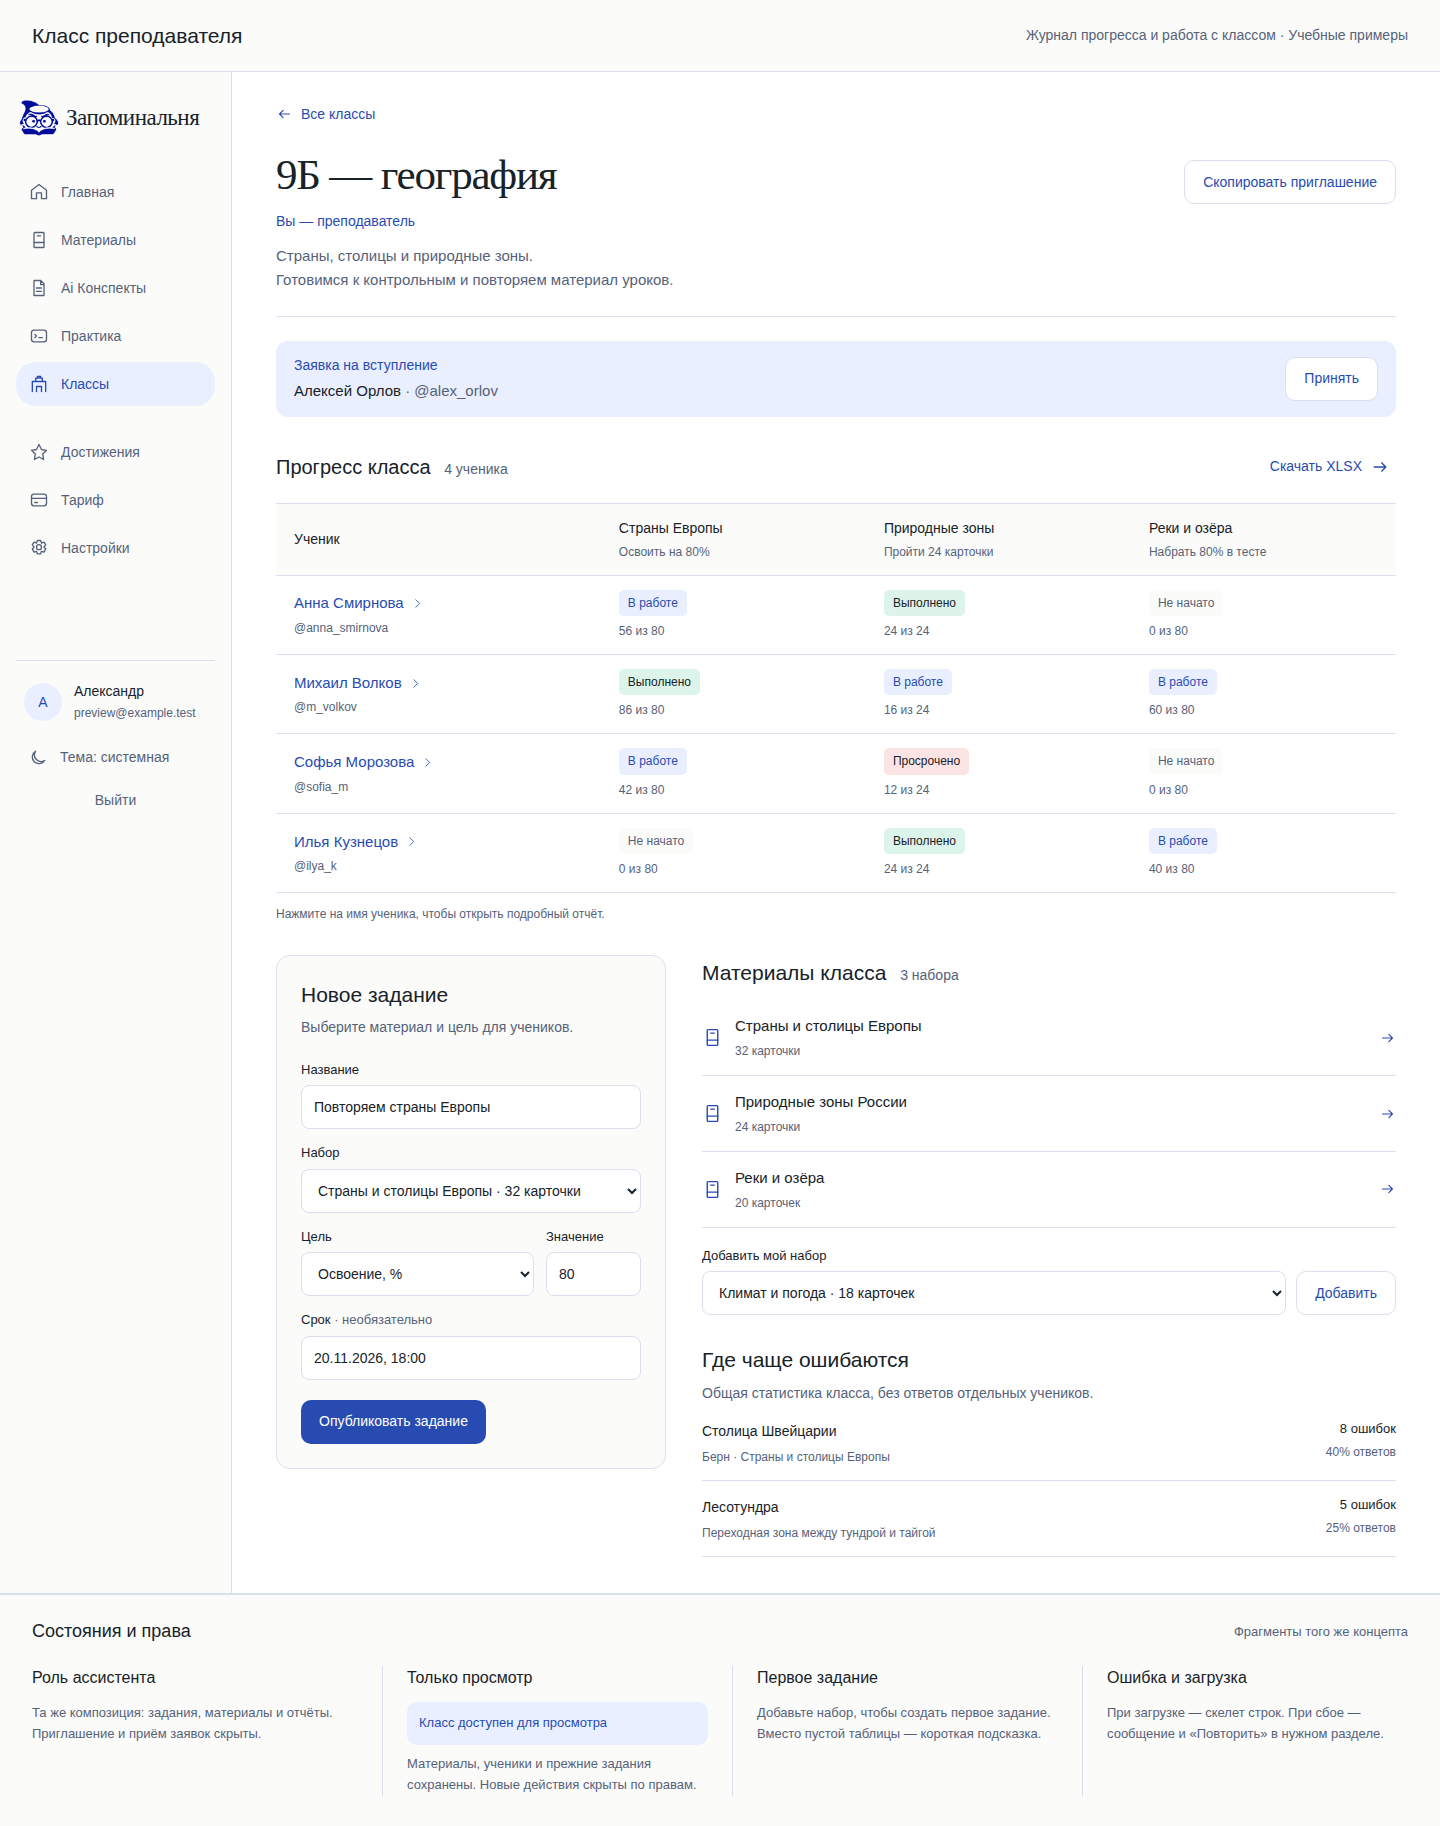 Класс преподавателя
Журнал прогресса и работа с классом · Учебные примеры
Запоминальня
Главная
Материалы
Ai Конспекты
Практика
Классы
Достижения
Тариф
Настройки
А
Александр
preview@example.test
Тема: системная
Выйти
Все классы
9Б — география
Скопировать приглашение
Вы — преподаватель
Страны, столицы и природные зоны.
Готовимся к контрольным и повторяем материал уроков.
Заявка на вступление
Алексей Орлов · @alex_orlov
Принять
Прогресс класса 4 ученика
Скачать XLSX
Ученик
Страны Европы
Освоить на 80%
Природные зоны
Пройти 24 карточки
Реки и озёра
Набрать 80% в тесте
Анна Смирнова
@anna_smirnova
В работе
56 из 80
Выполнено
24 из 24
Не начато
0 из 80
Михаил Волков
@m_volkov
Выполнено
86 из 80
В работе
16 из 24
В работе
60 из 80
Софья Морозова
@sofia_m
В работе
42 из 80
Просрочено
12 из 24
Не начато
0 из 80
Илья Кузнецов
@ilya_k
Не начато
0 из 80
Выполнено
24 из 24
В работе
40 из 80
Нажмите на имя ученика, чтобы открыть подробный отчёт.
Новое задание
Выберите материал и цель для учеников.
Название
Повторяем страны Европы
Набор
Страны и столицы Европы · 32 карточки
Цель
Значение
Освоение, %
80
Срок · необязательно
20.11.2026, 18:00
Опубликовать задание
Материалы класса 3 набора
Страны и столицы Европы
32 карточки
Природные зоны России
24 карточки
Реки и озёра
20 карточек
Добавить мой набор
Климат и погода · 18 карточек
Добавить
Где чаще ошибаются
Общая статистика класса, без ответов отдельных учеников.
Столица Швейцарии
Берн · Страны и столицы Европы
8 ошибок
40% ответов
Лесотундра
Переходная зона между тундрой и тайгой
5 ошибок
25% ответов
Состояния и права
Фрагменты того же концепта
Роль ассистента
Та же композиция: задания, материалы и отчёты.
Приглашение и приём заявок скрыты.
Только просмотр
Класс доступен для просмотра
Материалы, ученики и прежние задания
сохранены. Новые действия скрыты по правам.
Первое задание
Добавьте набор, чтобы создать первое задание.
Вместо пустой таблицы — короткая подсказка.
Ошибка и загрузка
При загрузке — скелет строк. При сбое —
сообщение и «Повторить» в нужном разделе.